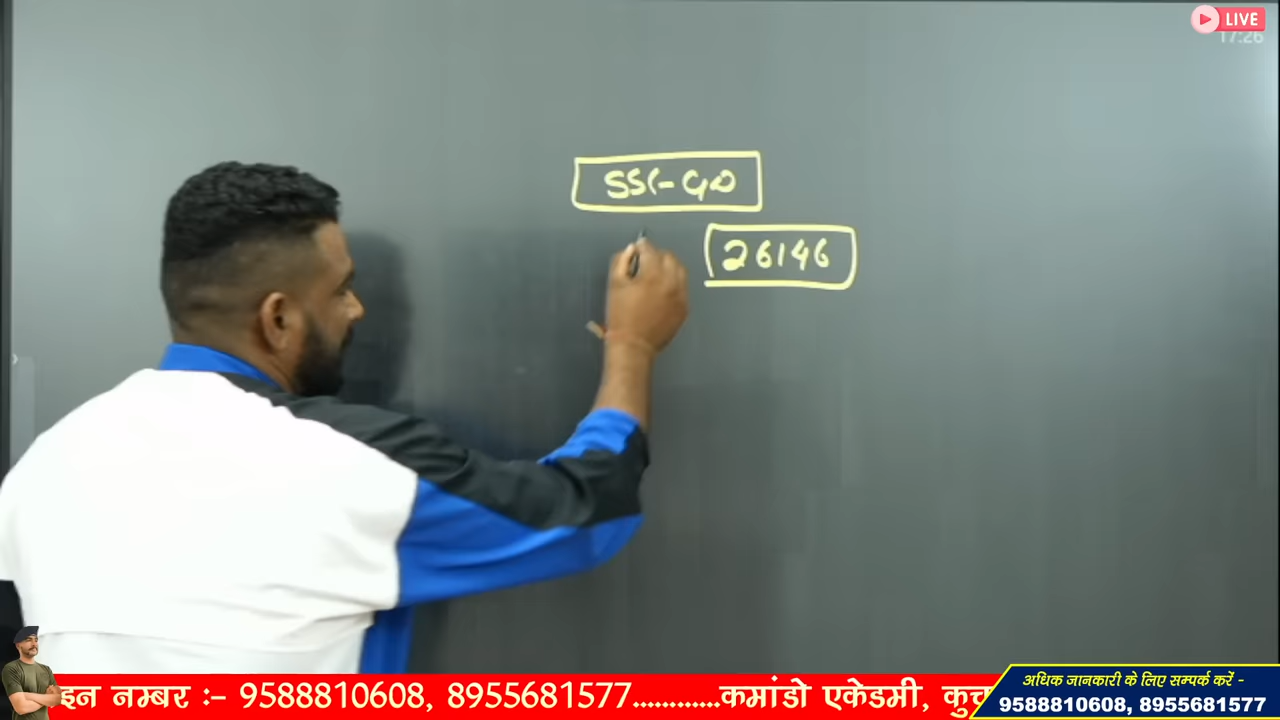 LIVE
17:26
SSC-GD
26146
इन नम्बर :- 9588810608, 8955681577............कमांडो एकेडमी, कुच
अधिक जानकारी के लिए सम्पर्क करें -
9588810608, 8955681577